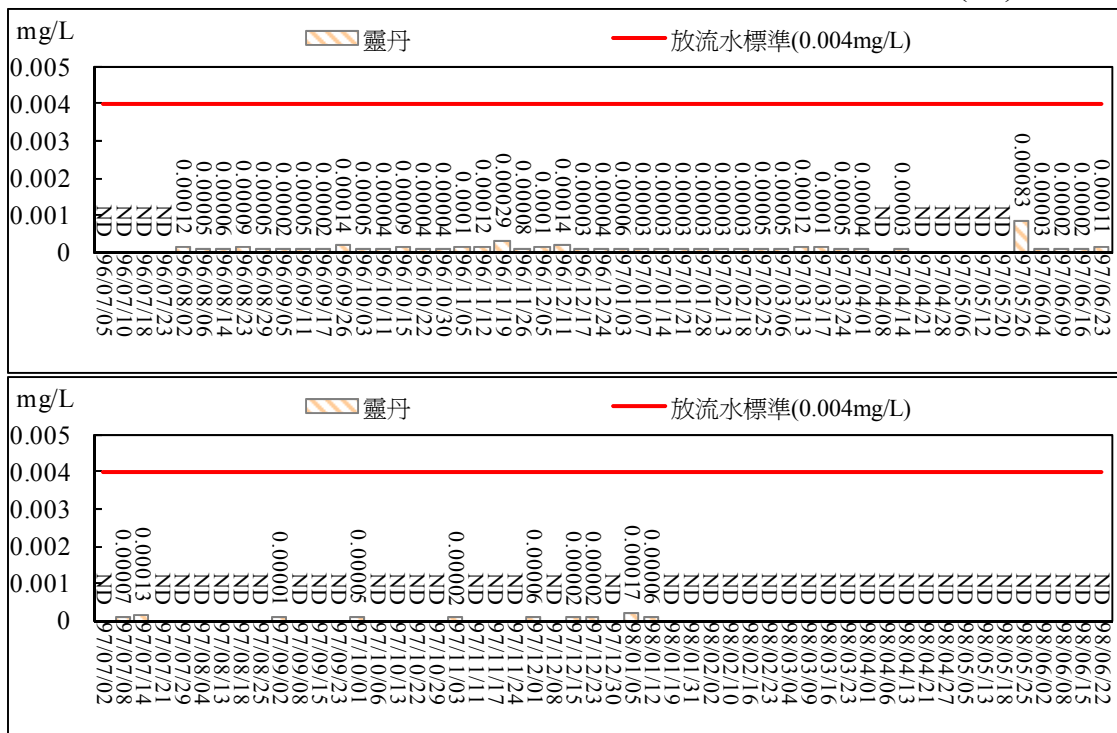 mg/L
靈丹
放流水標準(0.004mg/L)
0.005
0.004
0.003
0.002
0.001
0
ND ND ND ND 0.00012 0.00005 0.00006 0.00009 0.00005 0.00002 0.00005 0.00002 0.00014 0.00005 0.00004 0.00009 0.00004 0.00004 0.0001 0.00012 0.00029 0.00008 0.0001 0.00014 0.00003 0.00004 0.00006 0.00003 0.00003 0.00003 0.00003 0.00003 0.00003 0.00005 0.00005 0.00012 0.0001 0.00005 0.00004 ND 0.00003 ND ND ND ND ND 0.00083 0.00003 0.00002 0.00002 0.00011
96/07/05 96/07/10 96/07/18 96/07/23 96/08/02 96/08/06 96/08/14 96/08/23 96/08/29 96/09/05 96/09/11 96/09/17 96/09/26 96/10/03 96/10/11 96/10/15 96/10/22 96/10/30 96/11/05 96/11/12 96/11/19 96/11/26 96/12/05 96/12/11 96/12/17 96/12/24 97/01/03 97/01/07 97/01/14 97/01/21 97/01/28 97/02/13 97/02/18 97/02/25 97/03/06 97/03/13 97/03/17 97/03/24 97/04/01 97/04/08 97/04/14 97/04/21 97/04/28 97/05/06 97/05/12 97/05/20 97/05/26 97/06/04 97/06/09 97/06/16 97/06/23
mg/L
靈丹
放流水標準(0.004mg/L)
0.005
0.004
0.003
0.002
0.001
0
ND 0.00007 0.00013 ND ND ND ND ND ND 0.00001 ND ND ND 0.00005 ND ND ND ND 0.00002 ND ND ND 0.00006 ND 0.00002 0.00002 ND 0.00017 0.00006 ND ND ND ND ND ND ND ND ND ND ND ND ND ND ND ND ND ND ND ND ND ND ND
97/07/02 97/07/08 97/07/14 97/07/21 97/07/29 97/08/04 97/08/13 97/08/18 97/08/25 97/09/02 97/09/08 97/09/15 97/09/23 97/10/01 97/10/06 97/10/13 97/10/22 97/10/29 97/11/03 97/11/11 97/11/17 97/11/24 97/12/01 97/12/08 97/12/15 97/12/23 97/12/30 98/01/05 98/01/12 98/01/19 98/01/31 98/02/02 98/02/10 98/02/16 98/02/23 98/03/04 98/03/09 98/03/16 98/03/23 98/04/01 98/04/06 98/04/13 98/04/21 98/04/27 98/05/05 98/05/13 98/05/25 98/06/02 98/06/08 98/06/15 98/06/22